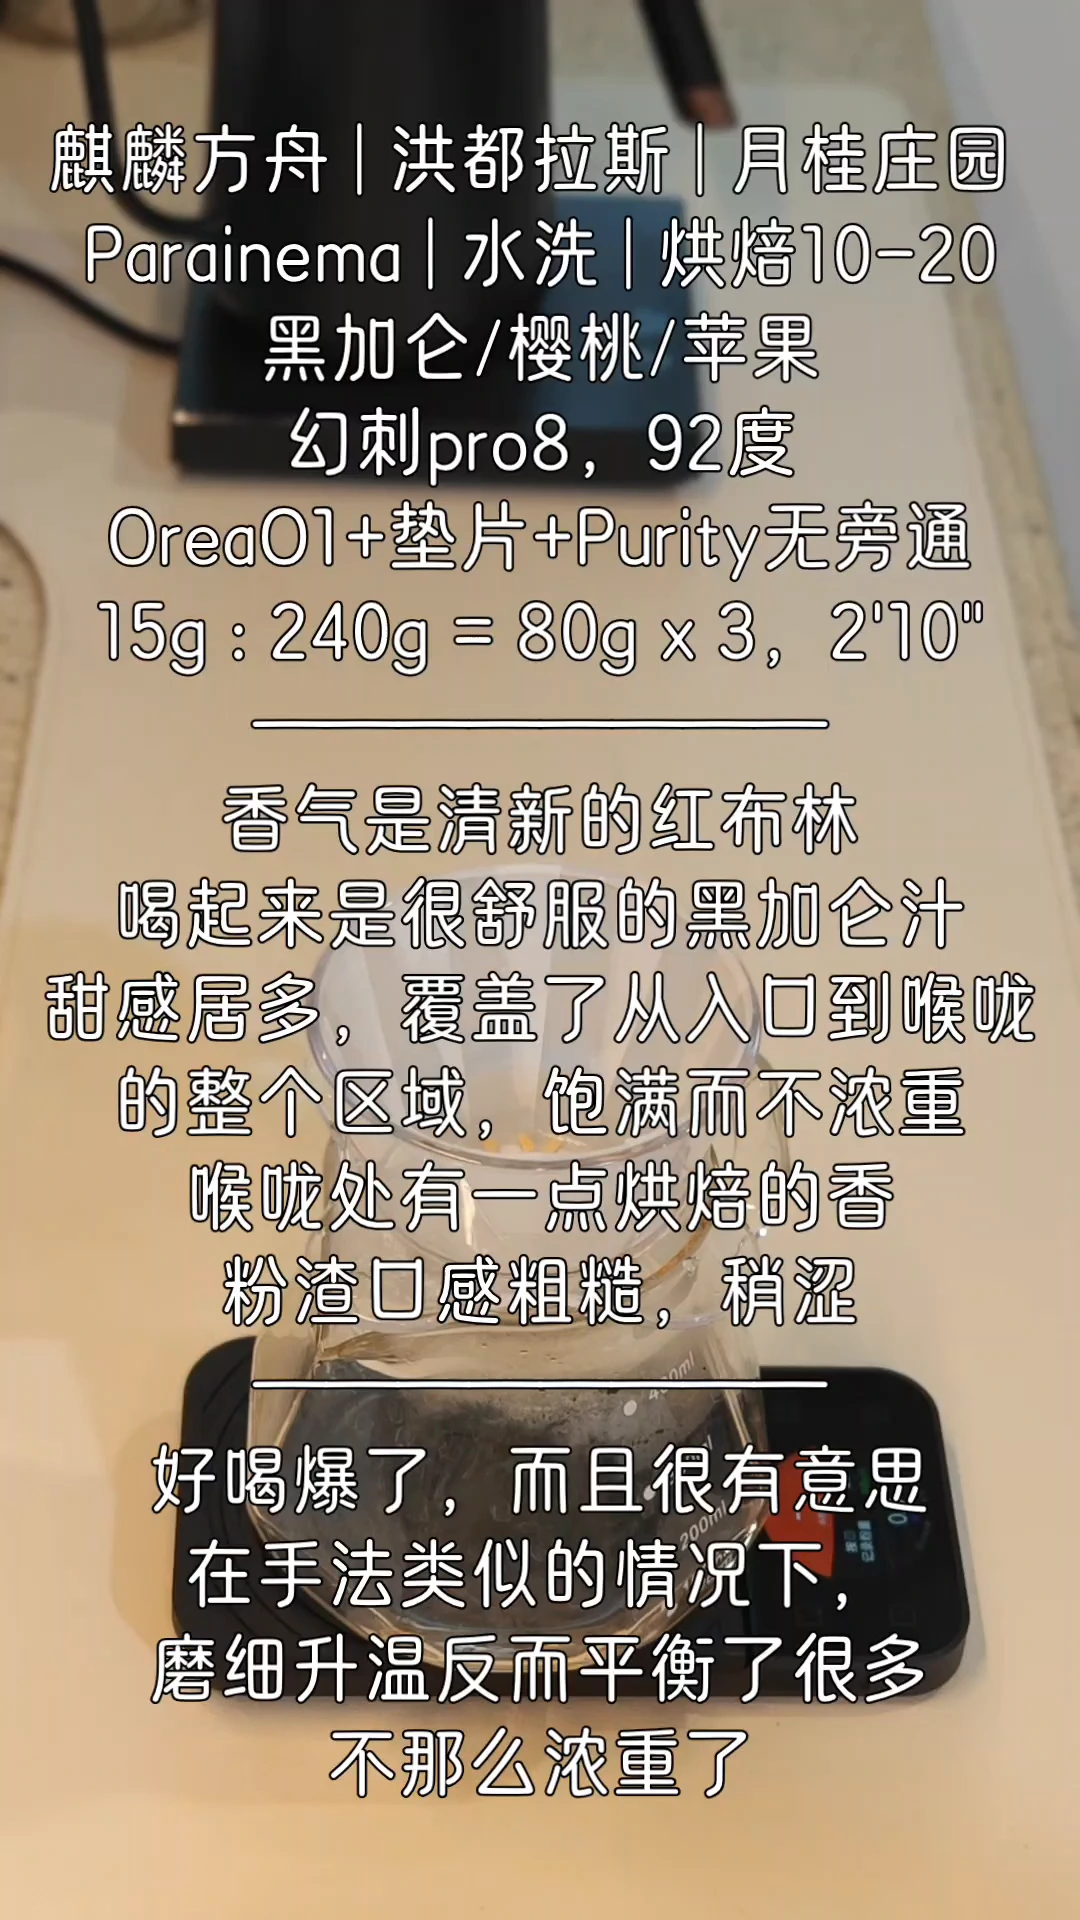 麒麟方舟 | 洪都拉斯 | 月桂庄园
Parainema | 水洗 | 烘焙10-20
黑加仑/樱桃/苹果
幻刺pro8，92度
OreaO1+垫片+Purity无旁通
15g : 240g = 80g x 3，2'10"
香气是清新的红布林
喝起来是很舒服的黑加仑汁
甜感居多，覆盖了从入口到喉咙
的整个区域，饱满而不浓重
喉咙处有一点烘焙的香
粉渣口感粗糙，稍涩
400ml
好喝爆了，而且很有意思
200ml
在手法类似的情况下，
磨细升温反而平衡了很多
不那么浓重了